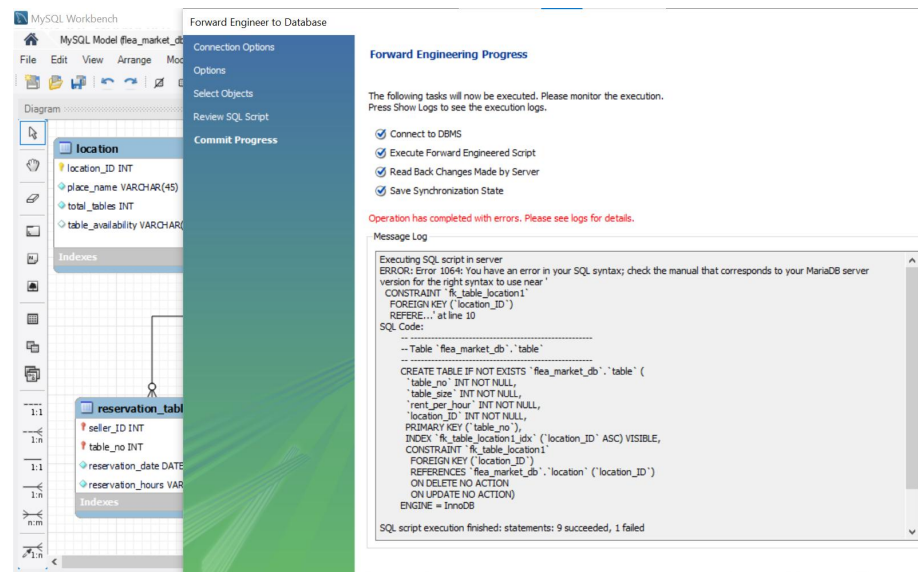 MySQL Workbench
MySQL Model (flea_market_db
File Edit View Arrange Mod
Diagram
location
location_ID INT
place_name VARCHAR(45)
total_tables INT
table_availability VARCHAR(
Indexes
reservation_tabl
seller_ID INT
table_no INT
reservation_date DATE
reservation_hours VAR
Indexes
1:1
1:n
1:1
1:n
n:m
1:n
Forward Engineer to Database
Connection Options
Options
Select Objects
Review SQL Script
Commit Progress
Forward Engineering Progress
The following tasks will now be executed. Please monitor the execution.
Press Show Logs to see the execution logs.
Connect to DBMS
Execute Forward Engineered Script
Read Back Changes Made by Server
Save Synchronization State
Operation has completed with errors. Please see logs for details.
Message Log
Executing SQL script in server
ERROR: Error 1064: You have an error in your SQL syntax; check the manual that corresponds to your MariaDB server
version for the right syntax to use near '
CONSTRAINT `fk_table_location1`
FOREIGN KEY (`location_ID`)
REFERE...' at line 10
SQL Code:
-- -----------------------------------------------------
-- Table `flea_market_db`.`table`
-- -----------------------------------------------------
CREATE TABLE IF NOT EXISTS `flea_market_db`.`table` (
`table_no` INT NOT NULL,
`table_size` INT NOT NULL,
`rent_per_hour` INT NOT NULL,
`location_ID` INT NOT NULL,
PRIMARY KEY (`table_no`),
INDEX `fk_table_location1_idx` (`location_ID` ASC) VISIBLE,
CONSTRAINT `fk_table_location1`
FOREIGN KEY (`location_ID`)
REFERENCES `flea_market_db`.`location` (`location_ID`)
ON DELETE NO ACTION
ON UPDATE NO ACTION)
ENGINE = InnoDB
SQL script execution finished: statements: 9 succeeded, 1 failed